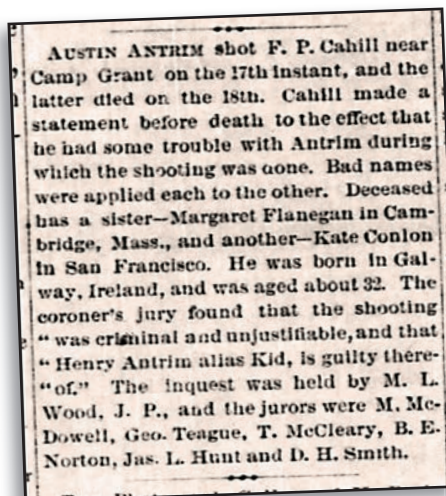 AUSTIN ANTRIM shot F. P. Cahill near
Camp Grant on the 17th instant, and the
latter died on the 18th. Cahill made a
statement before death to the effect that
he had some trouble with Antrim during
which the shooting was done. Bad names
were applied each to the other. Deceased
has a sister—Margaret Flanegan in Cam-
bridge, Mass., and another—Kate Conlon
in San Francisco. He was born in Gal-
way, Ireland, and was aged about 32. The
coroner's jury found that the shooting
"was criminal and unjustifiable, and that
"Henry Antrim alias Kid, is guilty there-
"of." The inquest was held by M. L.
Wood, J. P., and the jurors were M. Mc-
Dowell, Geo. Teague, T. McCleary, B. E.
Norton, Jas. L. Hunt and D. H. Smith.